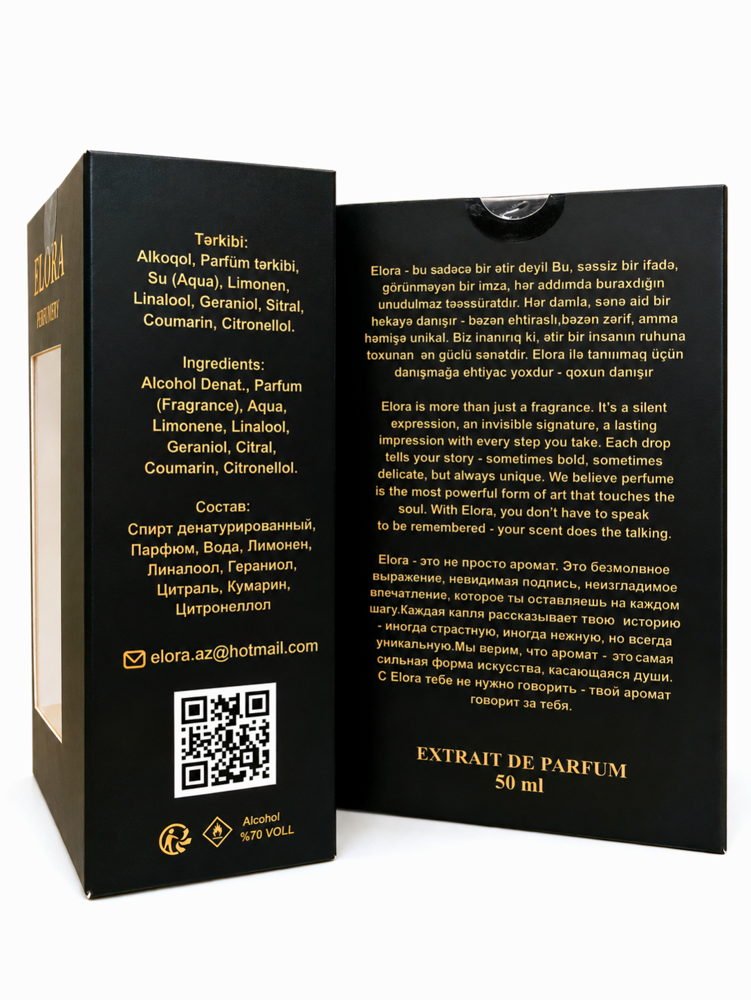 ELORA
PERFUMERY
Tərkibi:
Alkoqol, Parfüm tərkibi,
Su (Aqua), Limonen,
Linalool, Geraniol, Sitral,
Coumarin, Citronellol.
Ingredients:
Alcohol Denat., Parfum
(Fragrance), Aqua,
Limonene, Linalool,
Geraniol, Citral,
Coumarin, Citronellol.
Состав:
Спирт денатурированный,
Парфюм, Вода, Лимонен,
Линалоол, Гераниол,
Цитраль, Кумарин,
Цитронеллол
elora.az@hotmail.com
Alcohol
%70 VOLL
Elora - bu sadəcə bir ətir deyil Bu, səssiz bir ifadə,
görünməyən bir imza, hər addımda buraxdığın
unudulmaz təəssüratdır. Hər damla, sənə aid bir
hekayə danışır - bəzən ehtiraslı,bəzən zərif, amma
həmişə unikal. Biz inanırıq ki, ətir bir insanın ruhuna
toxunan ən güclü sənətdir. Elora ilə tanıımaq üçün
danışmağa ehtiyac yoxdur - qoxun danışır
Elora is more than just a fragrance. It's a silent
expression, an invisible signature, a lasting
impression with every step you take. Each drop
tells your story - sometimes bold, sometimes
delicate, but always unique. We believe perfume
is the most powerful form of art that touches the
soul. With Elora, you don’t have to speak
to be remembered - your scent does the talking.
Elora - это не просто аромат. Это безмолвное
выражение, невидимая подпись, неизгладимое
впечатление, которое ты оставляешь на каждом
шагу.Каждая капля рассказывает твою историю
- иногда страстную, иногда нежную, но всегда
уникальную.Мы верим, что аромат - это самая
сильная форма искусства, касающаяся души.
С Elora тебе не нужно говорить - твой аромат
говорит за тебя.
EXTRAIT DE PARFUM
50 ml